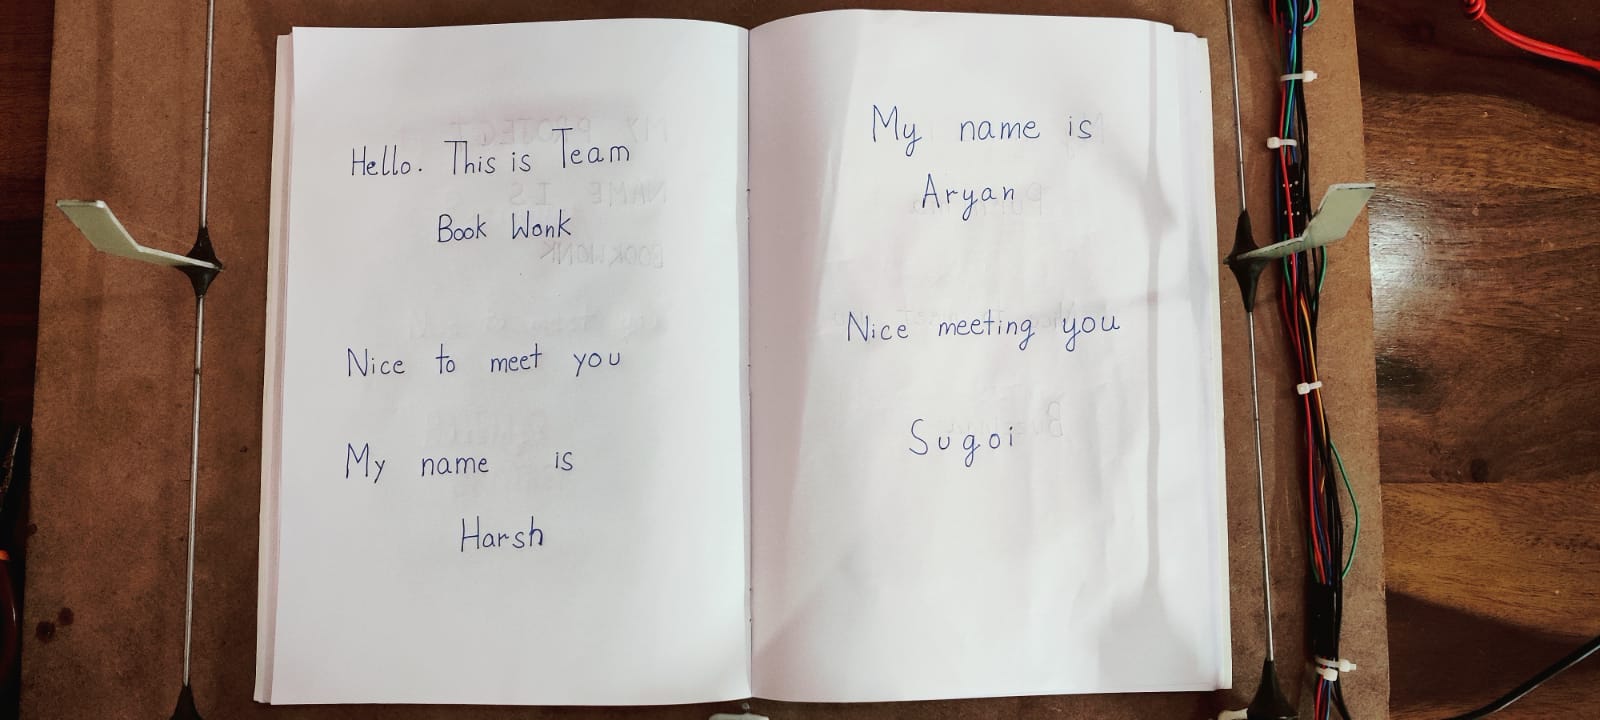 Hello. This is Team
Book Wonk
Nice to meet you
My name is
Harsh
My name is
Aryan
Nice meeting you
Sugoi